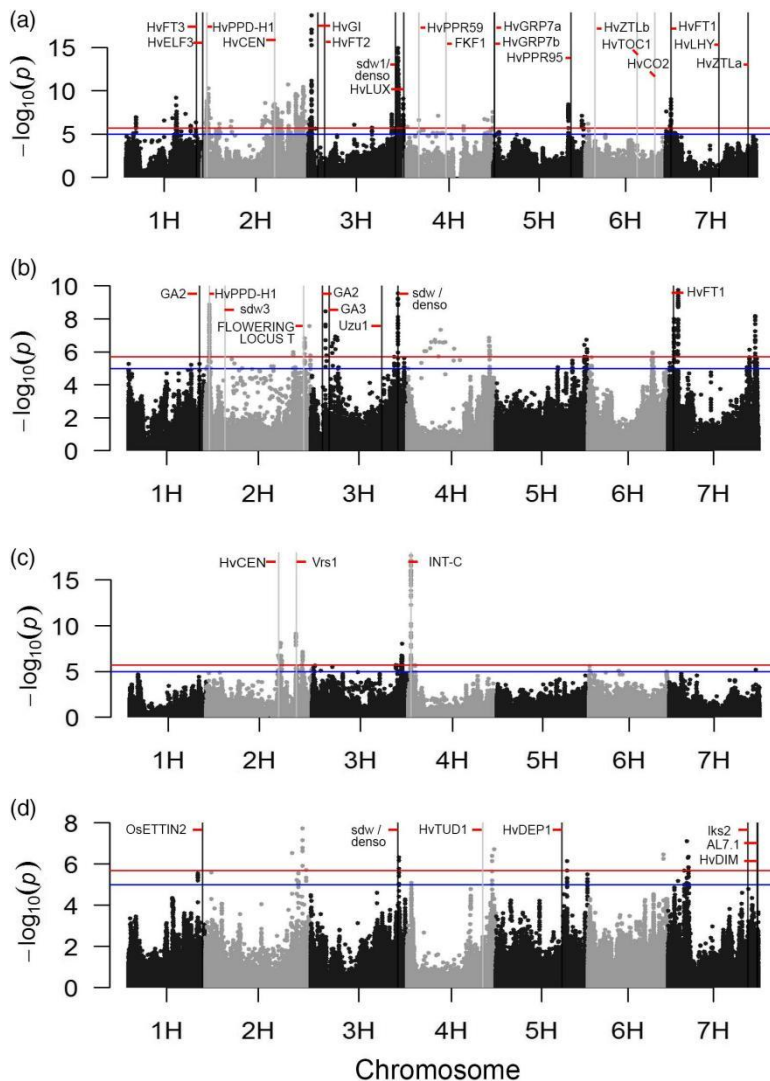 (a)
HvFT3
HvELF3
HvPPD-H1
HvCEN
HvGI
HvFT2
sdw1/
denso
HvLUX
HvPPR59
FKF1
HvGRP7a
HvGRP7b
HvPPR95
HvZTLb
HvTOC1
HvCO2
HvFT1
HvLHY
HvZTLa
−log10(p)
15
10
5
0
1H 2H 3H 4H 5H 6H 7H
(b)
GA2
HvPPD-H1
sdw3
FLOWERING
LOCUS T
GA2
GA3
Uzu1
sdw /
denso
HvFT1
−log10(p)
10
8
6
4
2
0
1H 2H 3H 4H 5H 6H 7H
(c)
HvCEN
Vrs1
INT-C
−log10(p)
15
10
5
0
1H 2H 3H 4H 5H 6H 7H
(d)
OsETTIN2
sdw /
denso
HvTUD1
HvDEP1
lks2
AL7.1
HvDIM
−log10(p)
8
6
4
2
0
1H 2H 3H 4H 5H 6H 7H
Chromosome